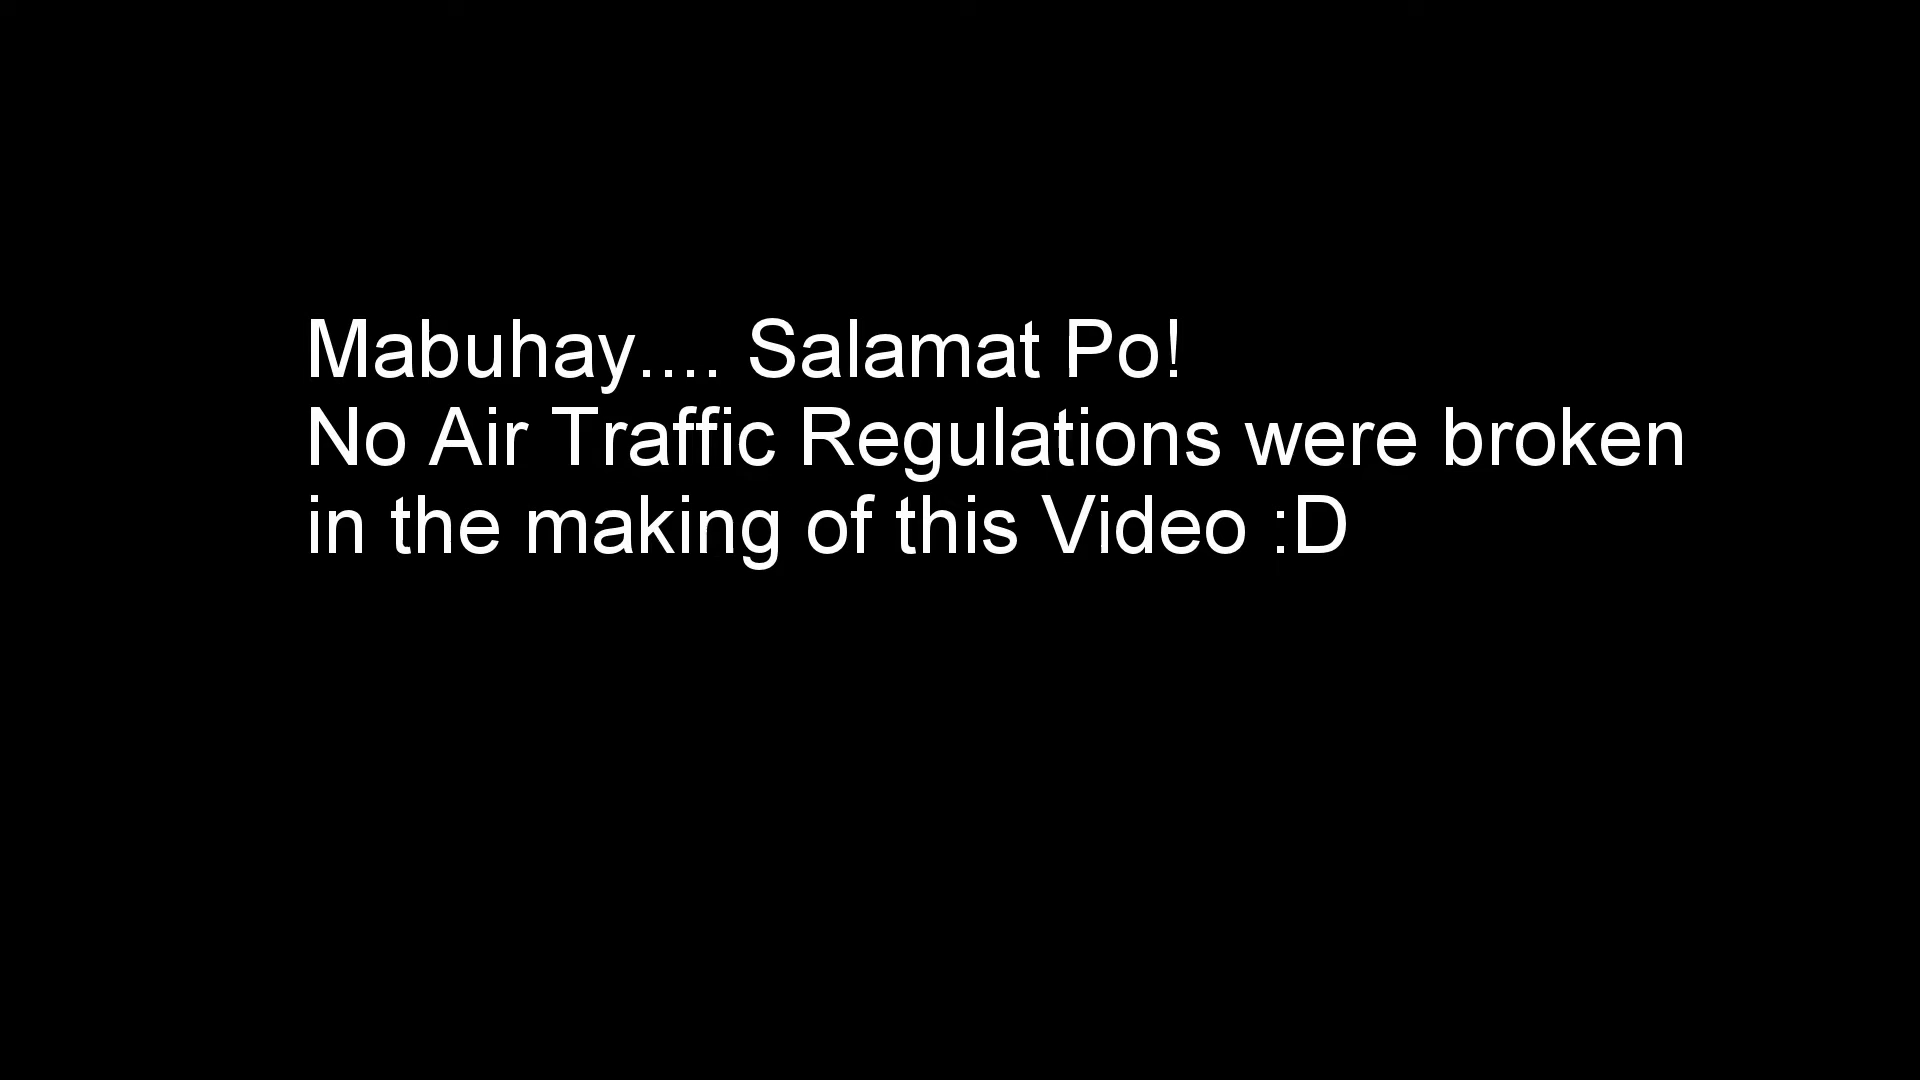 Mabuhay.... Salamat Po!
No Air Traffic Regulations were broken
in the making of this Video :D